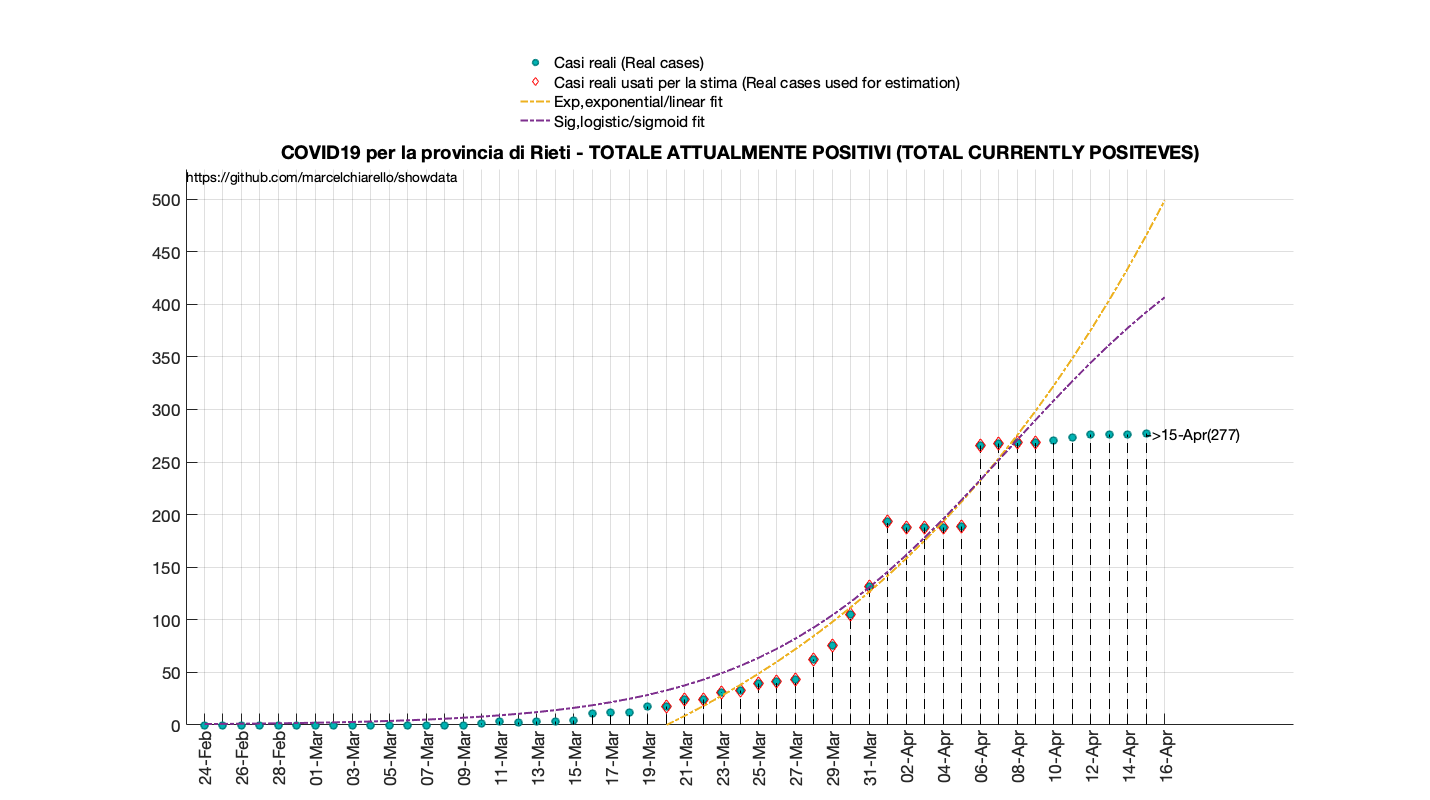 Casi reali (Real cases)
Casi reali usati per la stima (Real cases used for estimation)
Exp,exponential/linear fit
Sig,logistic/sigmoid fit
COVID19 per la provincia di Rieti - TOTALE ATTUALMENTE POSITIVI (TOTAL CURRENTLY POSITEVES)
https://github.com/marcelchiarello/showdata
500
450
400
350
300
250
200
150
100
50
0
->15-Apr(277)
24-Feb
26-Feb
28-Feb
01-Mar
03-Mar
05-Mar
07-Mar
09-Mar
11-Mar
13-Mar
15-Mar
17-Mar
19-Mar
21-Mar
23-Mar
25-Mar
27-Mar
29-Mar
31-Mar
02-Apr
04-Apr
06-Apr
08-Apr
10-Apr
12-Apr
14-Apr
16-Apr